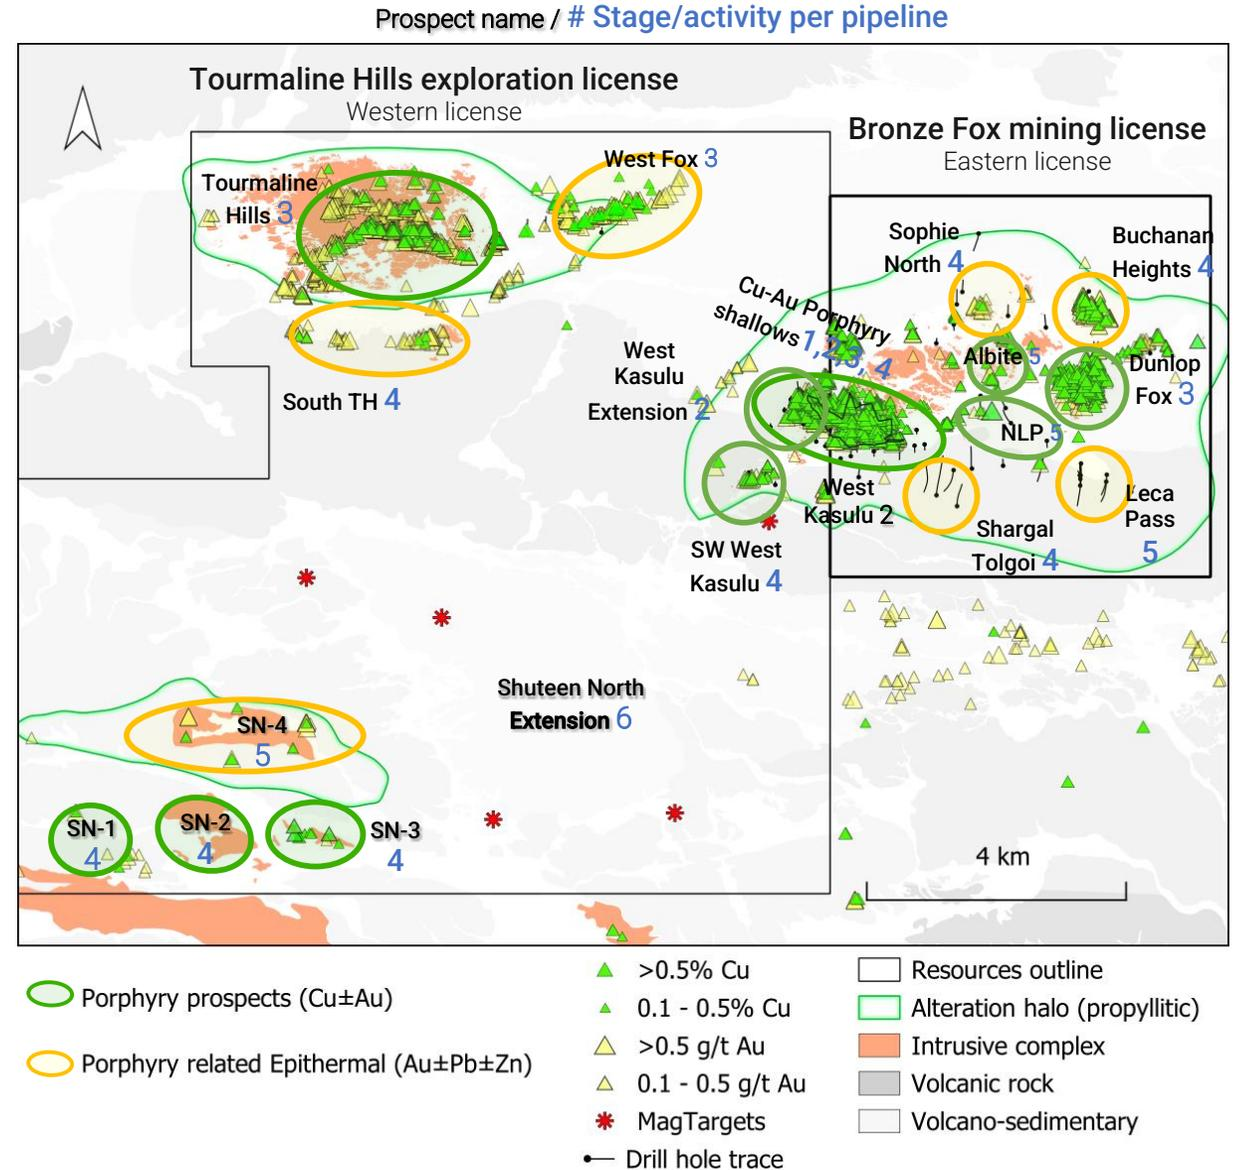 Prospect name / # Stage/activity per pipeline
Tourmaline Hills exploration license
Western license
Bronze Fox mining license
Eastern license
West Fox 3
Tourmaline
Hills 3
Sophie
North 4
Buchanan
Heights 4
Cu-Au Porphyry
shallows 1,2,3, 4
West
Kasulu
Extension 2
Albite 5
Dunlop
Fox 3
South TH 4
NLP 5
West
Kasulu 2
Leca
Pass
5
Shargal
Tolgoi 4
SW West
Kasulu 4
Shuteen North
Extension 6
SN-4
5
SN-1
4
SN-2
4
SN-3
4
4 km
Porphyry prospects (Cu±Au)
Porphyry related Epithermal (Au±Pb±Zn)
>0.5% Cu
0.1 - 0.5% Cu
>0.5 g/t Au
0.1 - 0.5 g/t Au
MagTargets
Drill hole trace
Resources outline
Alteration halo (propyllitic)
Intrusive complex
Volcanic rock
Volcano-sedimentary